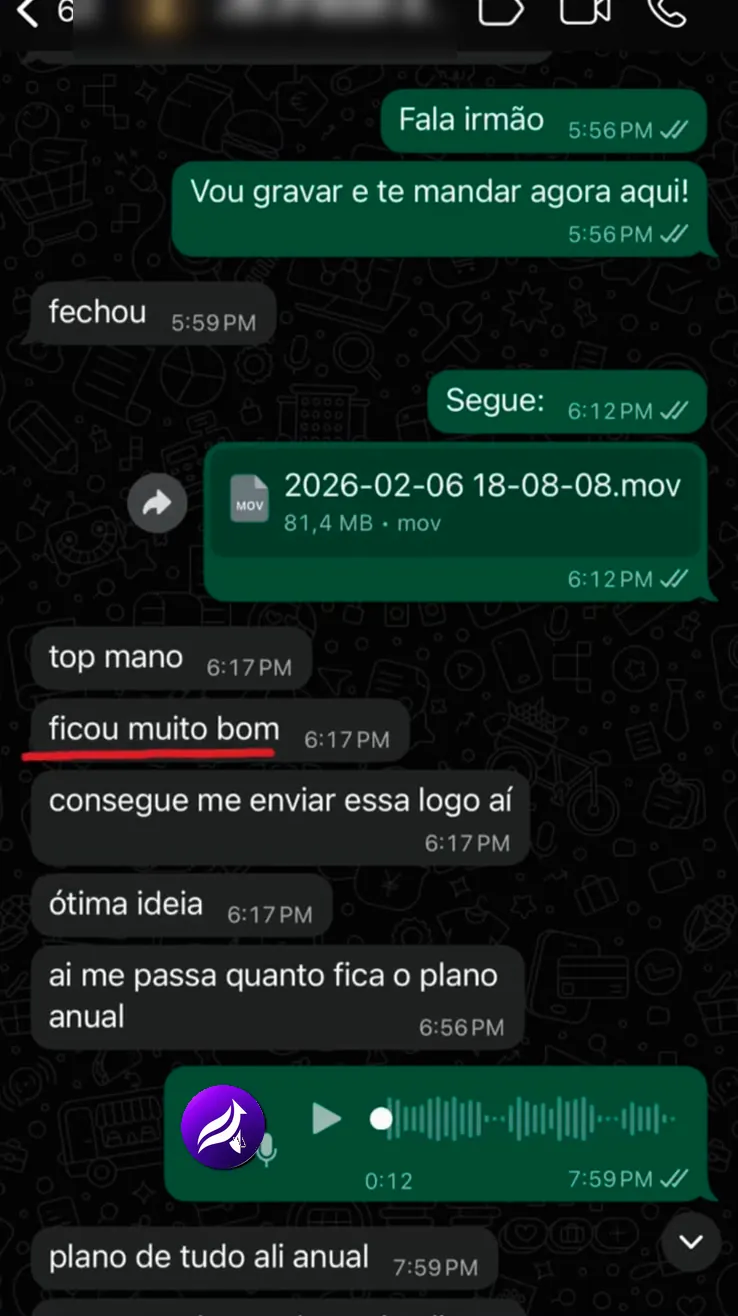 6
Fala irmão 5:56 PM
Vou gravar e te mandar agora aqui!
5:56 PM
fechou 5:59 PM
Segue: 6:12 PM
MOV
2026-02-06 18-08-08.mov
81,4 MB • mov
6:12 PM
top mano 6:17 PM
ficou muito bom 6:17 PM
consegue me enviar essa logo aí
6:17 PM
ótima ideia 6:17 PM
ai me passa quanto fica o plano
anual 6:56 PM
0:12 7:59 PM
plano de tudo ali anual 7:59 PM